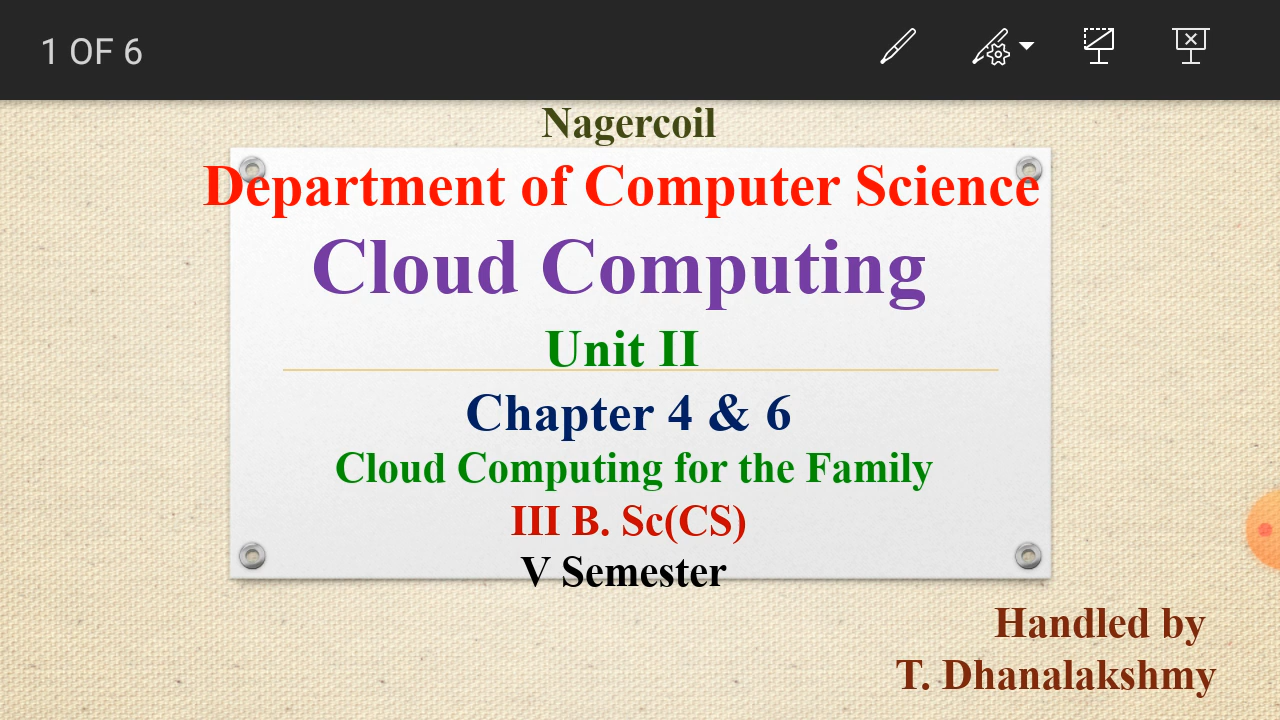 1 OF 6
Nagercoil
Department of Computer Science
Cloud Computing
Unit II
Chapter 4 & 6
Cloud Computing for the Family
III B. Sc(CS)
V Semester
Handled by
T. Dhanalakshmy